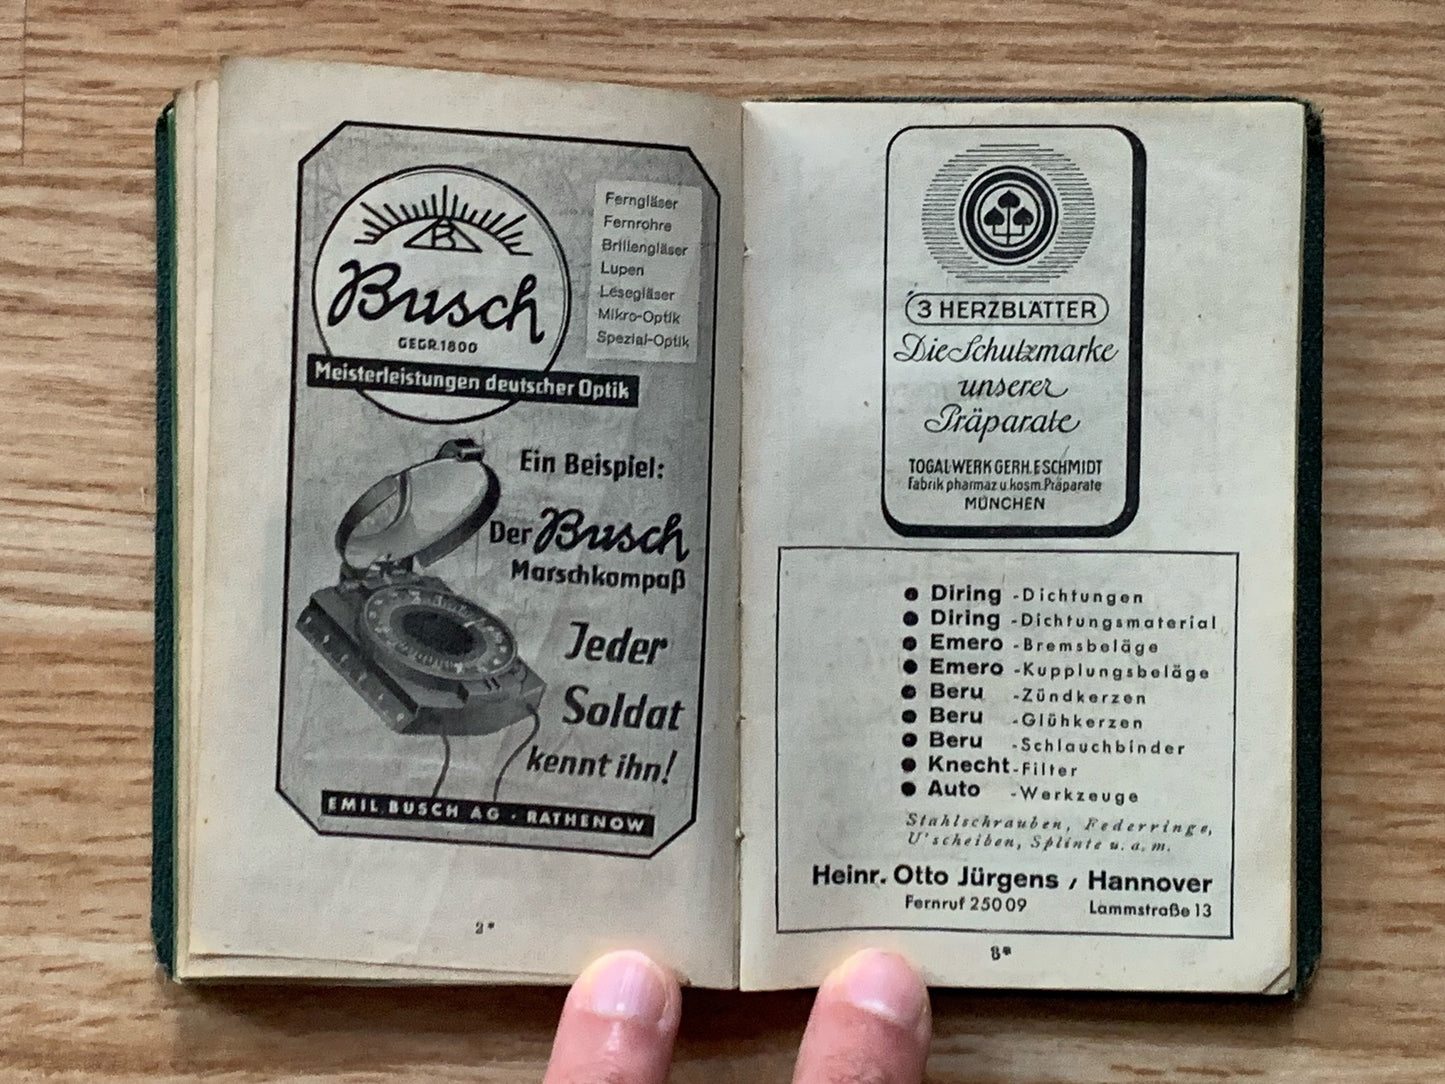 B
Busch
GEGR. 1800
Meisterleistungen deutscher Optik
Ferngläser
Fernrohre
Brillengläser
Lupen
Lesegläser
Mikro-Optik
Spezial-Optik
Ein Beispiel:
Der Busch
Marschkompaß
Jeder
Soldat
kennt ihn!
EMIL BUSCH AG · RATHENOW
2*
3 HERZBLÄTTER
Die Schutzmarke
unserer
Präparate
TOGALWERK GERH. F. SCHMIDT
Fabrik pharmaz. u. kosm. Präparate
MÜNCHEN
● Diring -Dichtungen
● Diring -Dichtungsmaterial
● Emero -Bremsbeläge
● Emero -Kupplungsbeläge
● Beru -Zündkerzen
● Beru -Glühkerzen
● Beru -Schlauchbinder
● Knecht -Filter
● Auto -Werkzeuge
Stahlschrauben, Federringe,
U'scheiben, Splinte u. a. m.
Heinr. Otto Jürgens / Hannover
Fernruf 25009 Lammstraße 13
8*